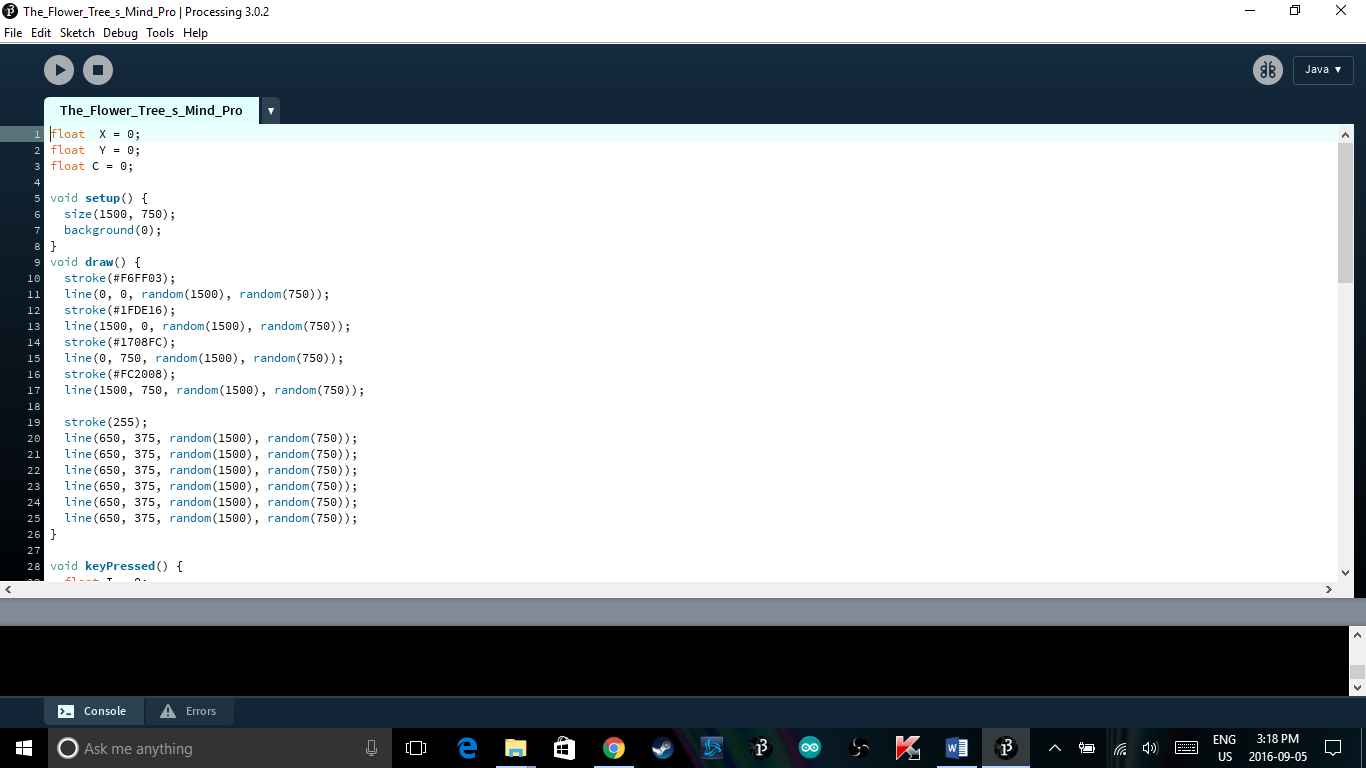 The_Flower_Tree_s_Mind_Pro | Processing 3.0.2
File Edit Sketch Debug Tools Help
Java ▼
The_Flower_Tree_s_Mind_Pro ▼
1 float  X = 0;
2 float  Y = 0;
3 float C = 0;
4
5 void setup() {
6   size(1500, 750);
7   background(0);
8 }
9 void draw() {
10   stroke(#F6FF03);
11   line(0, 0, random(1500), random(750));
12   stroke(#1FDE16);
13   line(1500, 0, random(1500), random(750));
14   stroke(#1708FC);
15   line(0, 750, random(1500), random(750));
16   stroke(#FC2008);
17   line(1500, 750, random(1500), random(750));
18
19   stroke(255);
20   line(650, 375, random(1500), random(750));
21   line(650, 375, random(1500), random(750));
22   line(650, 375, random(1500), random(750));
23   line(650, 375, random(1500), random(750));
24   line(650, 375, random(1500), random(750));
25   line(650, 375, random(1500), random(750));
26 }
27
28 void keyPressed() {
Console Errors
Ask me anything
ENG 3:18 PM
US 2016-09-05